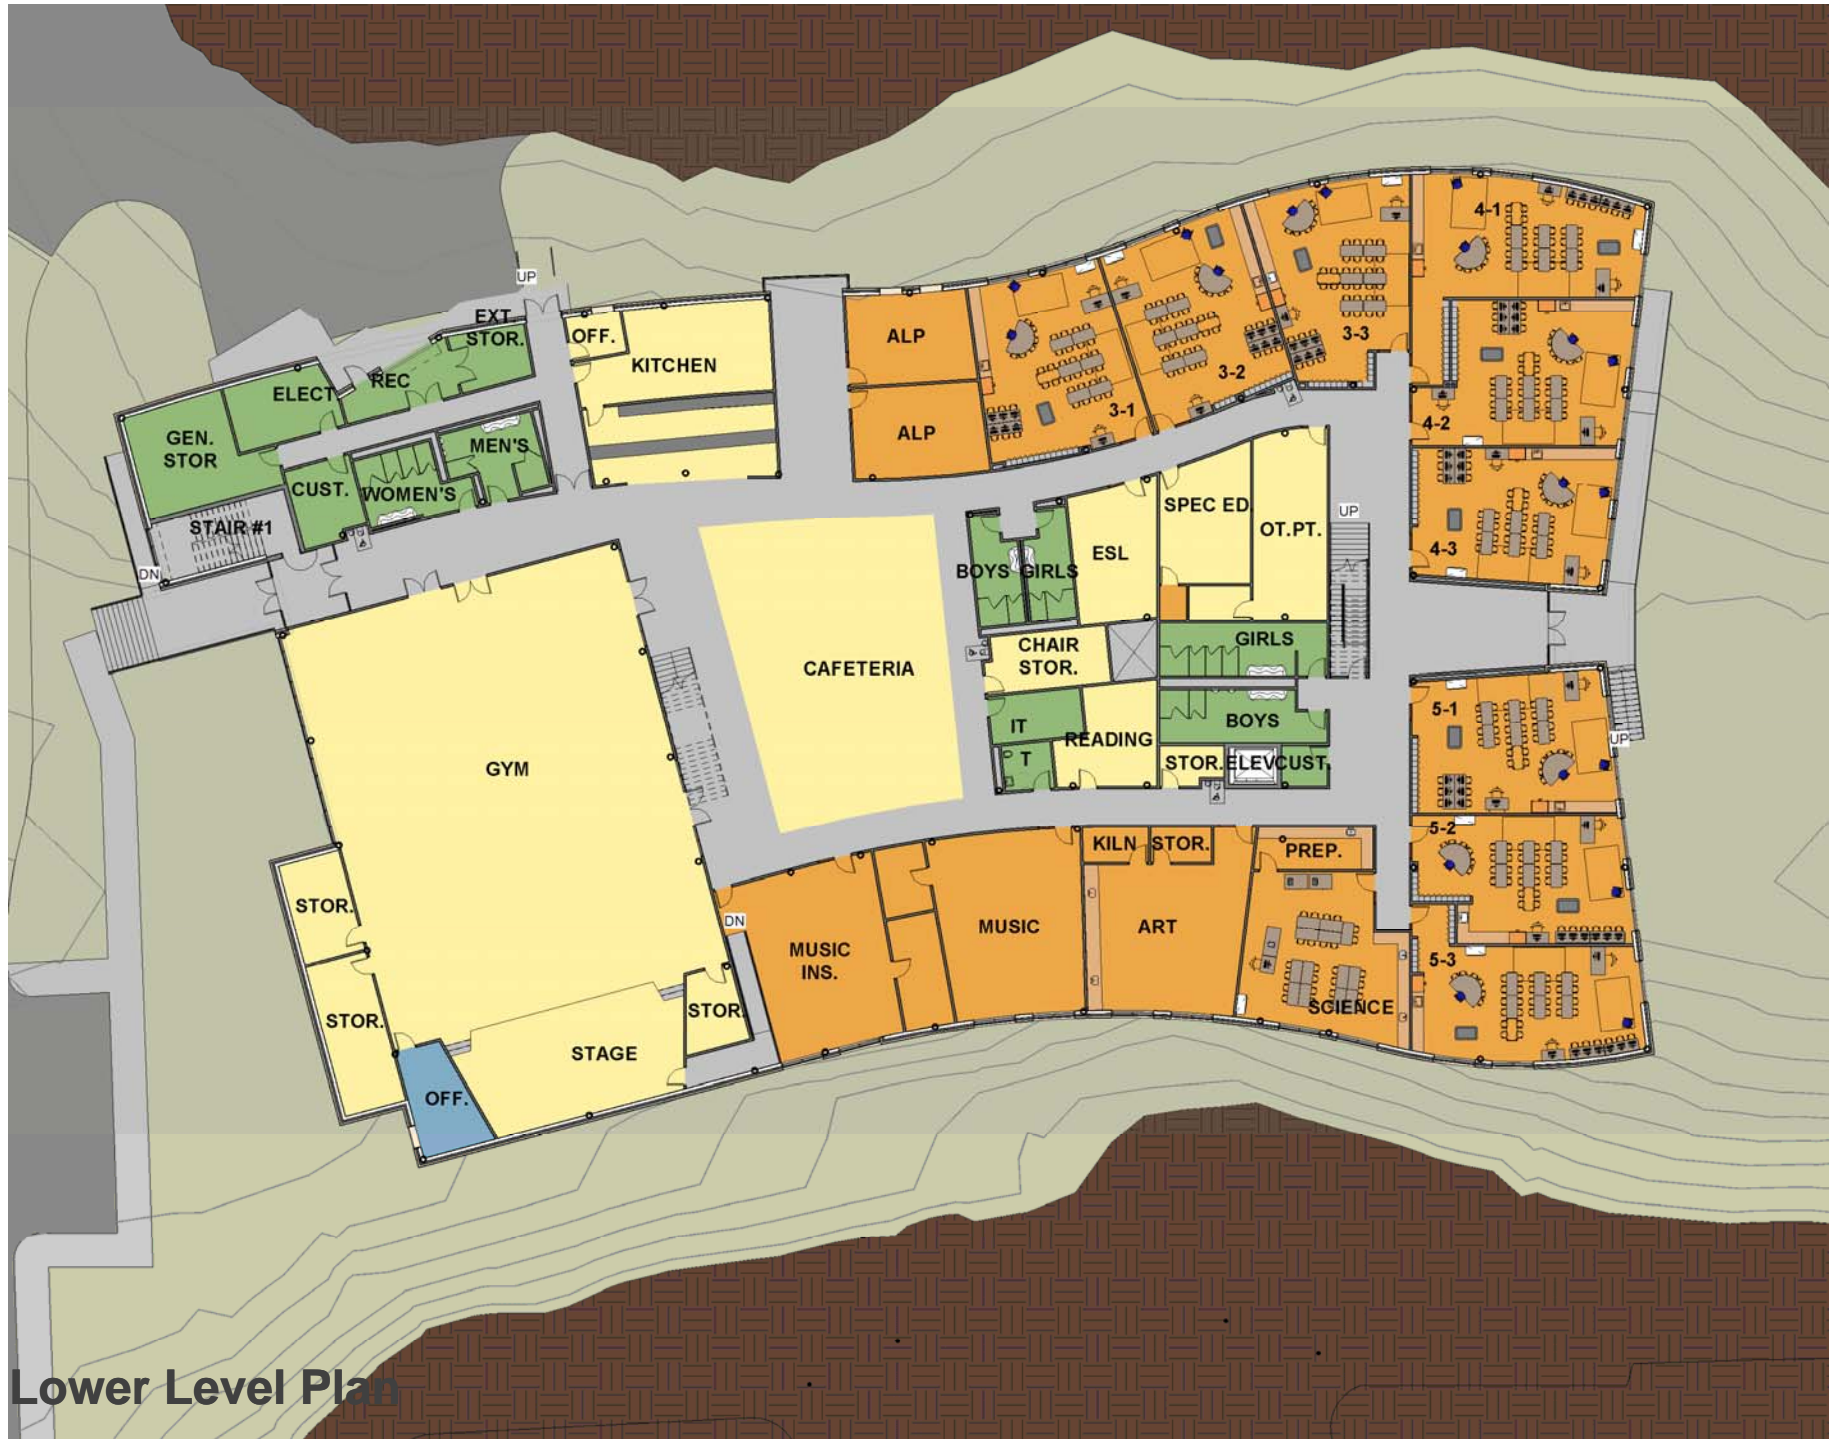 4-1
UP
EXT
STOR.
OFF.
KITCHEN
ALP
3-3
3-2
ELECT
REC
3-1
ALP
4-2
GEN.
STOR
MEN'S
CUST.
WOMEN'S
SPEC ED.
OT.PT.
UP
STAIR #1
4-3
ESL
DN
BOYS
GIRLS
CHAIR
STOR.
GIRLS
CAFETERIA
5-1
IT
READING
BOYS
UP
T
STOR.
ELEV
CUST.
GYM
5-2
KILN
STOR.
PREP.
STOR.
DN
MUSIC
INS.
MUSIC
ART
5-3
STOR.
STOR.
SCIENCE
STAGE
OFF.
Lower Level Plan